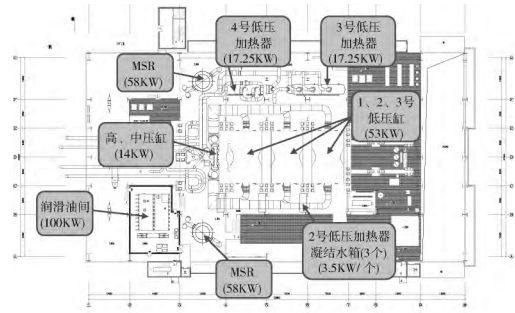 4号低压
加热器
(17.25KW)
3号低压
加热器
(17.25KW)
MSR
(58KW)
1、2、3号
低压缸
(53KW)
高、中压缸
(14KW)
润滑油间
(100KW)
2号低压加热器
凝结水箱(3个)
(3.5KW/个)
MSR
(58KW)